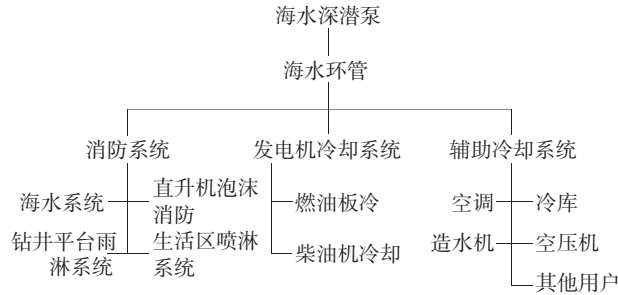 海水深潜泵
海水环管
消防系统
发电机冷却系统
辅助冷却系统
海水系统
直升机泡沫
消防
钻井平台雨
淋系统
生活区喷淋
系统
燃油板冷
柴油机冷却
空调
冷库
造水机
空压机
其他用户